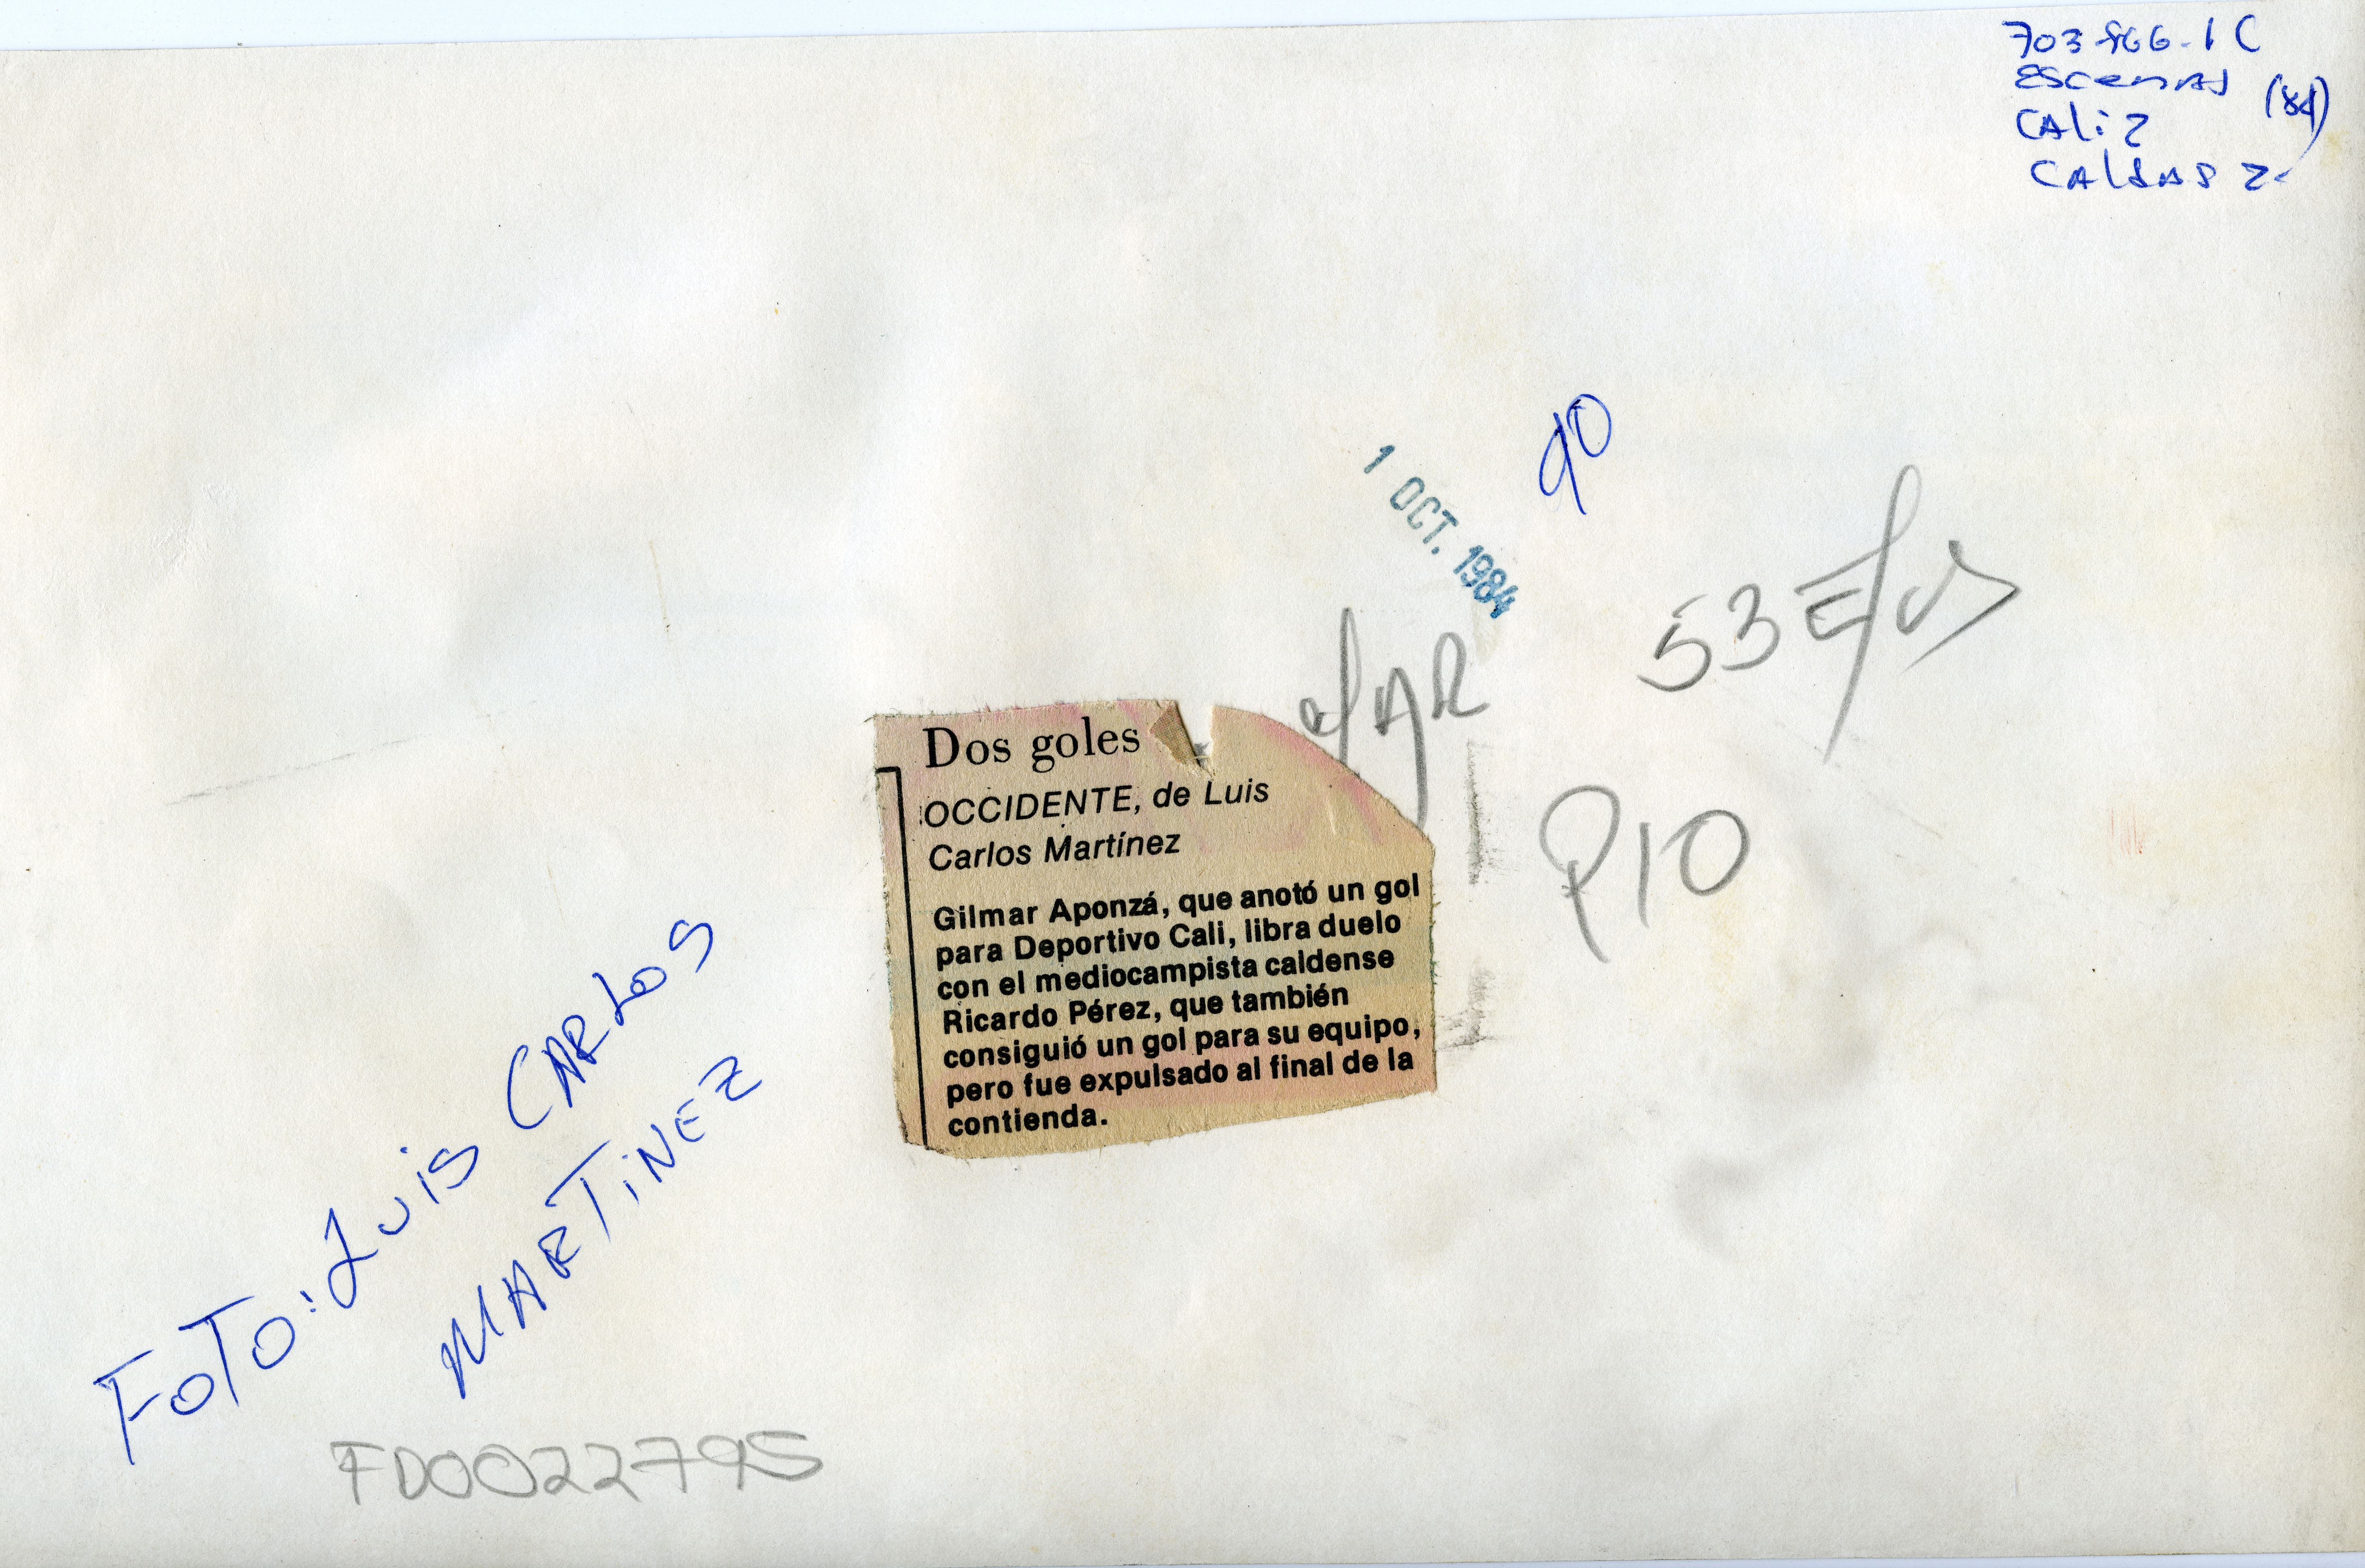 ESCENAS (84)
CALI 2
CALDAS 2
90
1 OCT. 1984
53
P10
Dos goles
OCCIDENTE, de Luis
Carlos Martínez
Gilmar Aponzá, que anotó un gol
para Deportivo Cali, libra duelo
con el mediocampista caldense
Ricardo Pérez, que también
consiguió un gol para su equipo,
pero fue expulsado al final de la
contienda.
FOTO: LUIS CARLOS
MARTINEZ
FD0022795